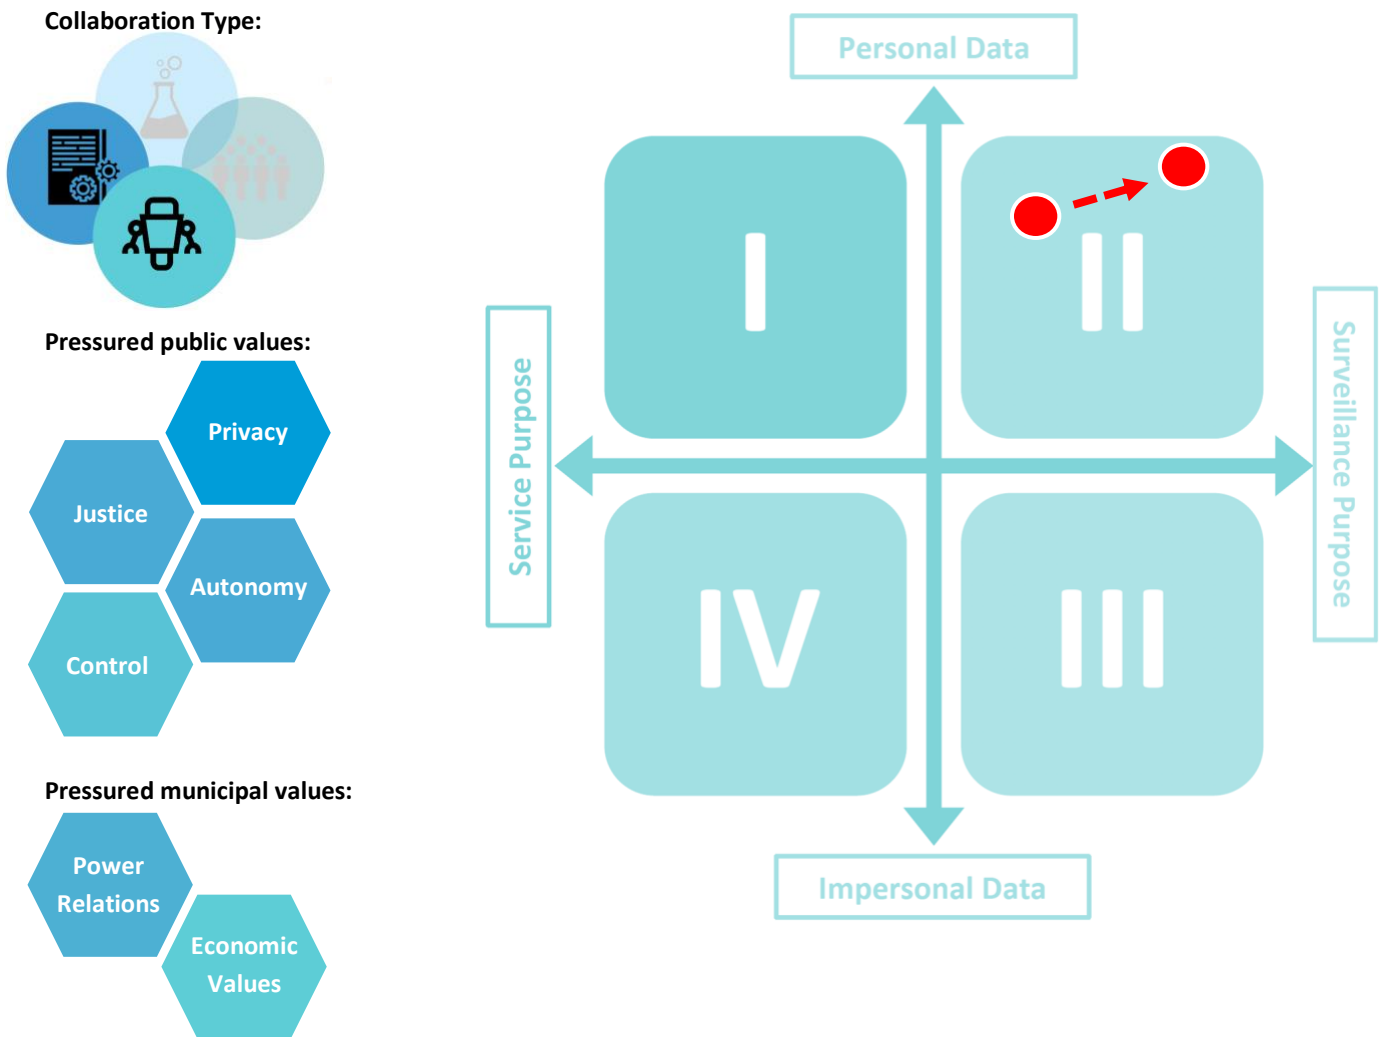 Collaboration Type:
Pressured public values:
Privacy
Justice
Autonomy
Control
Pressured municipal values:
Power
Relations
Economic
Values
Personal Data
I
II
Service Purpose
Surveillance Purpose
IV
III
Impersonal Data